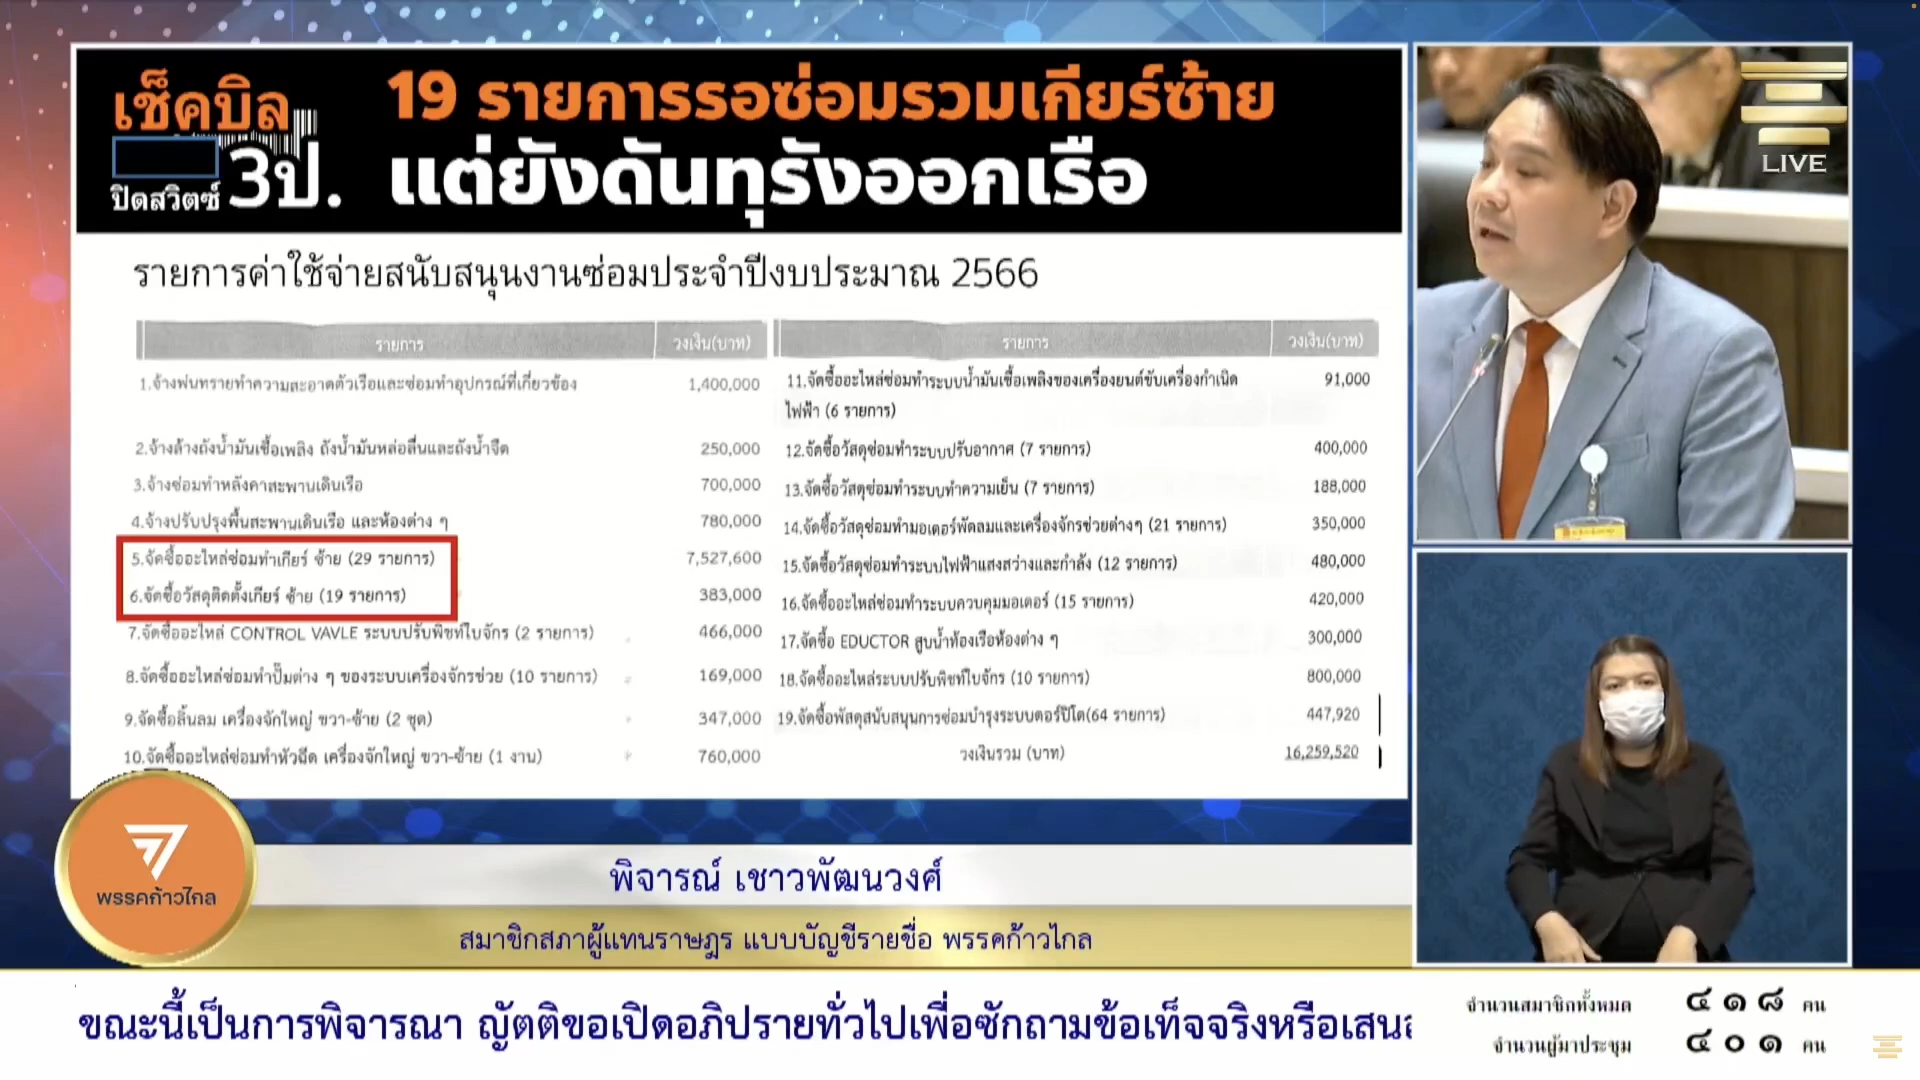 เช็คบิล
ปิดสวิตซ์ 3ป.
19 รายการรอซ่อมรวมเกียร์ซ้าย
แต่ยังดันทุรังออกเรือ
รายการค่าใช้จ่ายสนับสนุนงานซ่อมประจำปีงบประมาณ 2566
รายการ วงเงิน(บาท)
1.จ้างพ่นทรายทำความสะอาดตัวเรือและซ่อมทำอุปกรณ์ที่เกี่ยวข้อง 1,400,000
2.จ้างล้างถังน้ำมันเชื้อเพลิง ถังน้ำมันหล่อลื่นและถังน้ำจืด 250,000
3.จ้างซ่อมทำหลังคาสะพานเดินเรือ 700,000
4.จ้างปรับปรุงพื้นสะพานเดินเรือ และห้องต่าง ๆ 780,000
5.จัดซื้ออะไหล่ซ่อมทำเกียร์ ซ้าย (29 รายการ) 7,527,600
6.จัดซื้อวัสดุติดตั้งเกียร์ ซ้าย (19 รายการ) 383,000
7.จัดซื้ออะไหล่ CONTROL VAVLE ระบบปรับพิชท์ใบจักร (2 รายการ) 466,000
8.จัดซื้ออะไหล่ซ่อมทำปั๊มต่าง ๆ ของระบบเครื่องจักรช่วย (10 รายการ) 169,000
9.จัดซื้อลิ้นลม เครื่องจักใหญ่ ขวา-ซ้าย (2 ชุด) 347,000
10.จัดซื้ออะไหล่ซ่อมทำหัวฉีด เครื่องจักใหญ่ ขวา-ซ้าย (1 งาน) 760,000
รายการ วงเงิน(บาท)
11.จัดซื้ออะไหล่ซ่อมทำระบบน้ำมันเชื้อเพลิงของเครื่องยนต์ขับเครื่องกำเนิด 91,000
ไฟฟ้า (6 รายการ)
12.จัดซื้อวัสดุซ่อมทำระบบปรับอากาศ (7 รายการ) 400,000
13.จัดซื้อวัสดุซ่อมทำระบบทำความเย็น (7 รายการ) 188,000
14.จัดซื้อวัสดุซ่อมทำมอเตอร์พัดลมและเครื่องจักรช่วยต่างๆ (21 รายการ) 350,000
15.จัดซื้อวัสดุซ่อมทำระบบไฟฟ้าแสงสว่างและกำลัง (12 รายการ) 480,000
16.จัดซื้ออะไหล่ซ่อมทำระบบควบคุมมอเตอร์ (15 รายการ) 420,000
17.จัดซื้อ EDUCTOR สูบน้ำท้องเรือห้องต่าง ๆ 300,000
18.จัดซื้ออะไหล่ระบบปรับพิชท์ใบจักร (10 รายการ) 800,000
19.จัดซื้อพัสดุสนับสนุนการซ่อมบำรุงระบบตอร์ปิโด(64 รายการ) 447,920
วงเงินรวม (บาท) 16,259,520
LIVE
พรรคก้าวไกล
พิจารณ์ เชาวพัฒนวงศ์
สมาชิกสภาผู้แทนราษฎร แบบบัญชีรายชื่อ พรรคก้าวไกล
ขณะนี้เป็นการพิจารณา ญัตติขอเปิดอภิปรายทั่วไปเพื่อซักถามข้อเท็จจริงหรือเสนอ
จำนวนสมาชิกทั้งหมด ๔๑๘ คน
จำนวนผู้มาประชุม ๔๐๑ คน